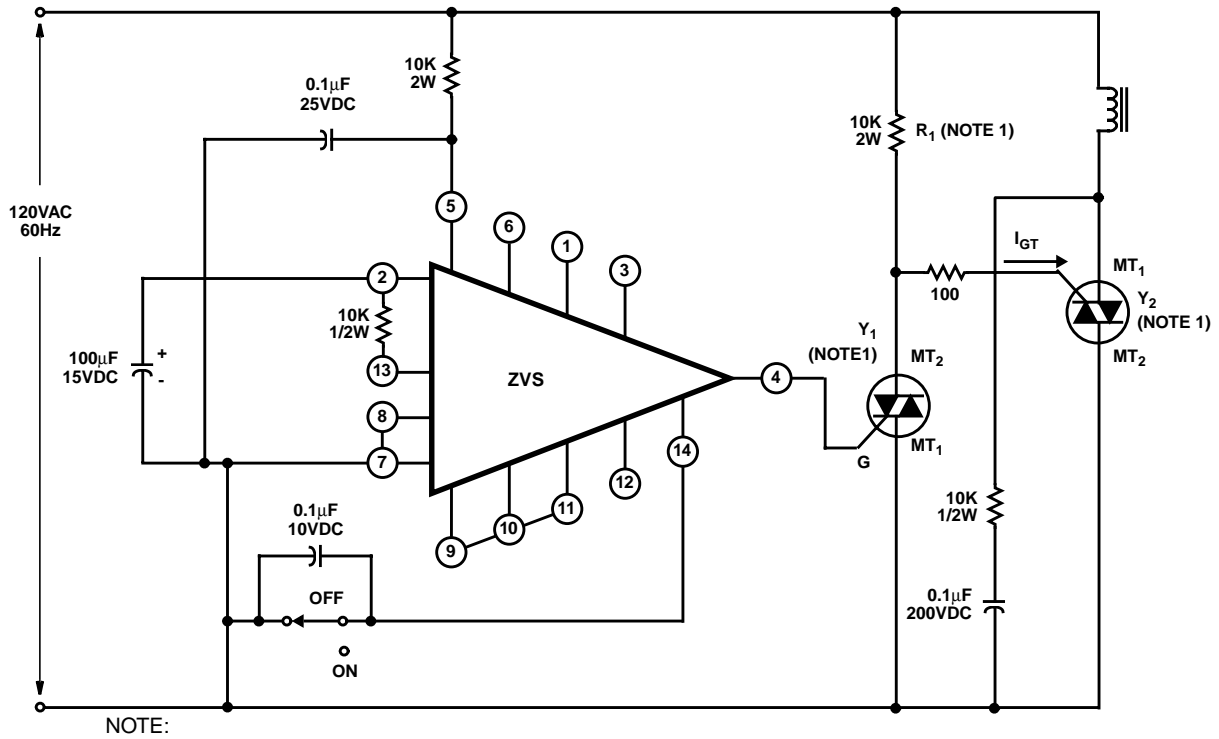 120VAC
60Hz
0.1μF
25VDC
10K
2W
5
6
1
3
2
10K
1/2W
13
100μF
15VDC
+
-
8
7
ZVS
4
14
12
11
10
9
0.1μF
10VDC
OFF
ON
10K
2W
R1 (NOTE 1)
IGT
100
MT1
Y2
(NOTE 1)
MT2
Y1
(NOTE1)
MT2
MT1
G
10K
1/2W
0.1μF
200VDC
NOTE: